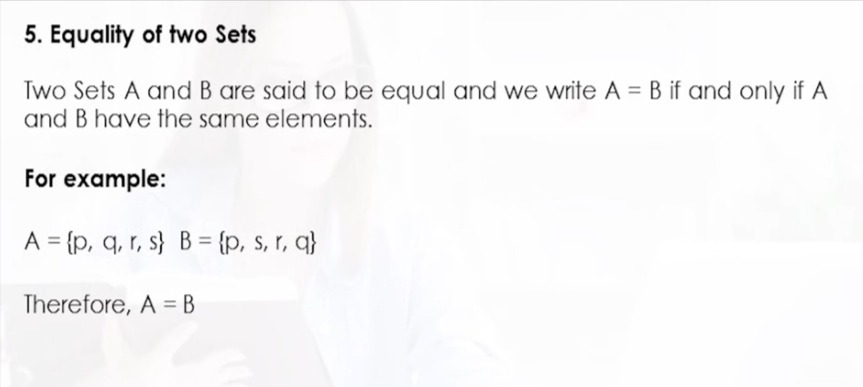 5. Equality of two Sets
Two Sets A and B are said to be equal and we write A = B if and only if A
and B have the same elements.
For example:
A = {p, q, r, s} B = {p, s, r, q}
Therefore, A = B